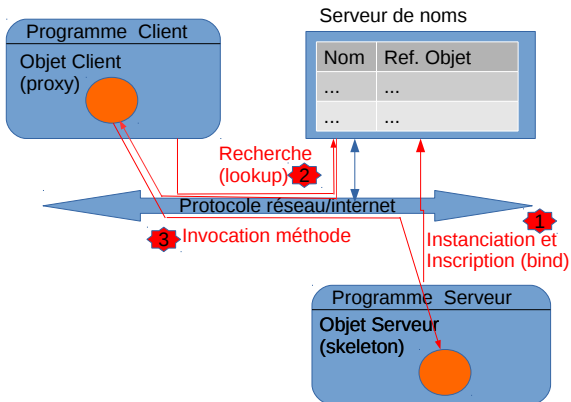 Serveur de noms
Programme Client
Objet Client
(proxy)
Nom Ref. Objet
... ...
... ...
Recherche
(lookup) 2
Protocole réseau/internet
1
3 Invocation méthode
Instanciation et
Inscription (bind)
Programme Serveur
Objet Serveur
(skeleton)